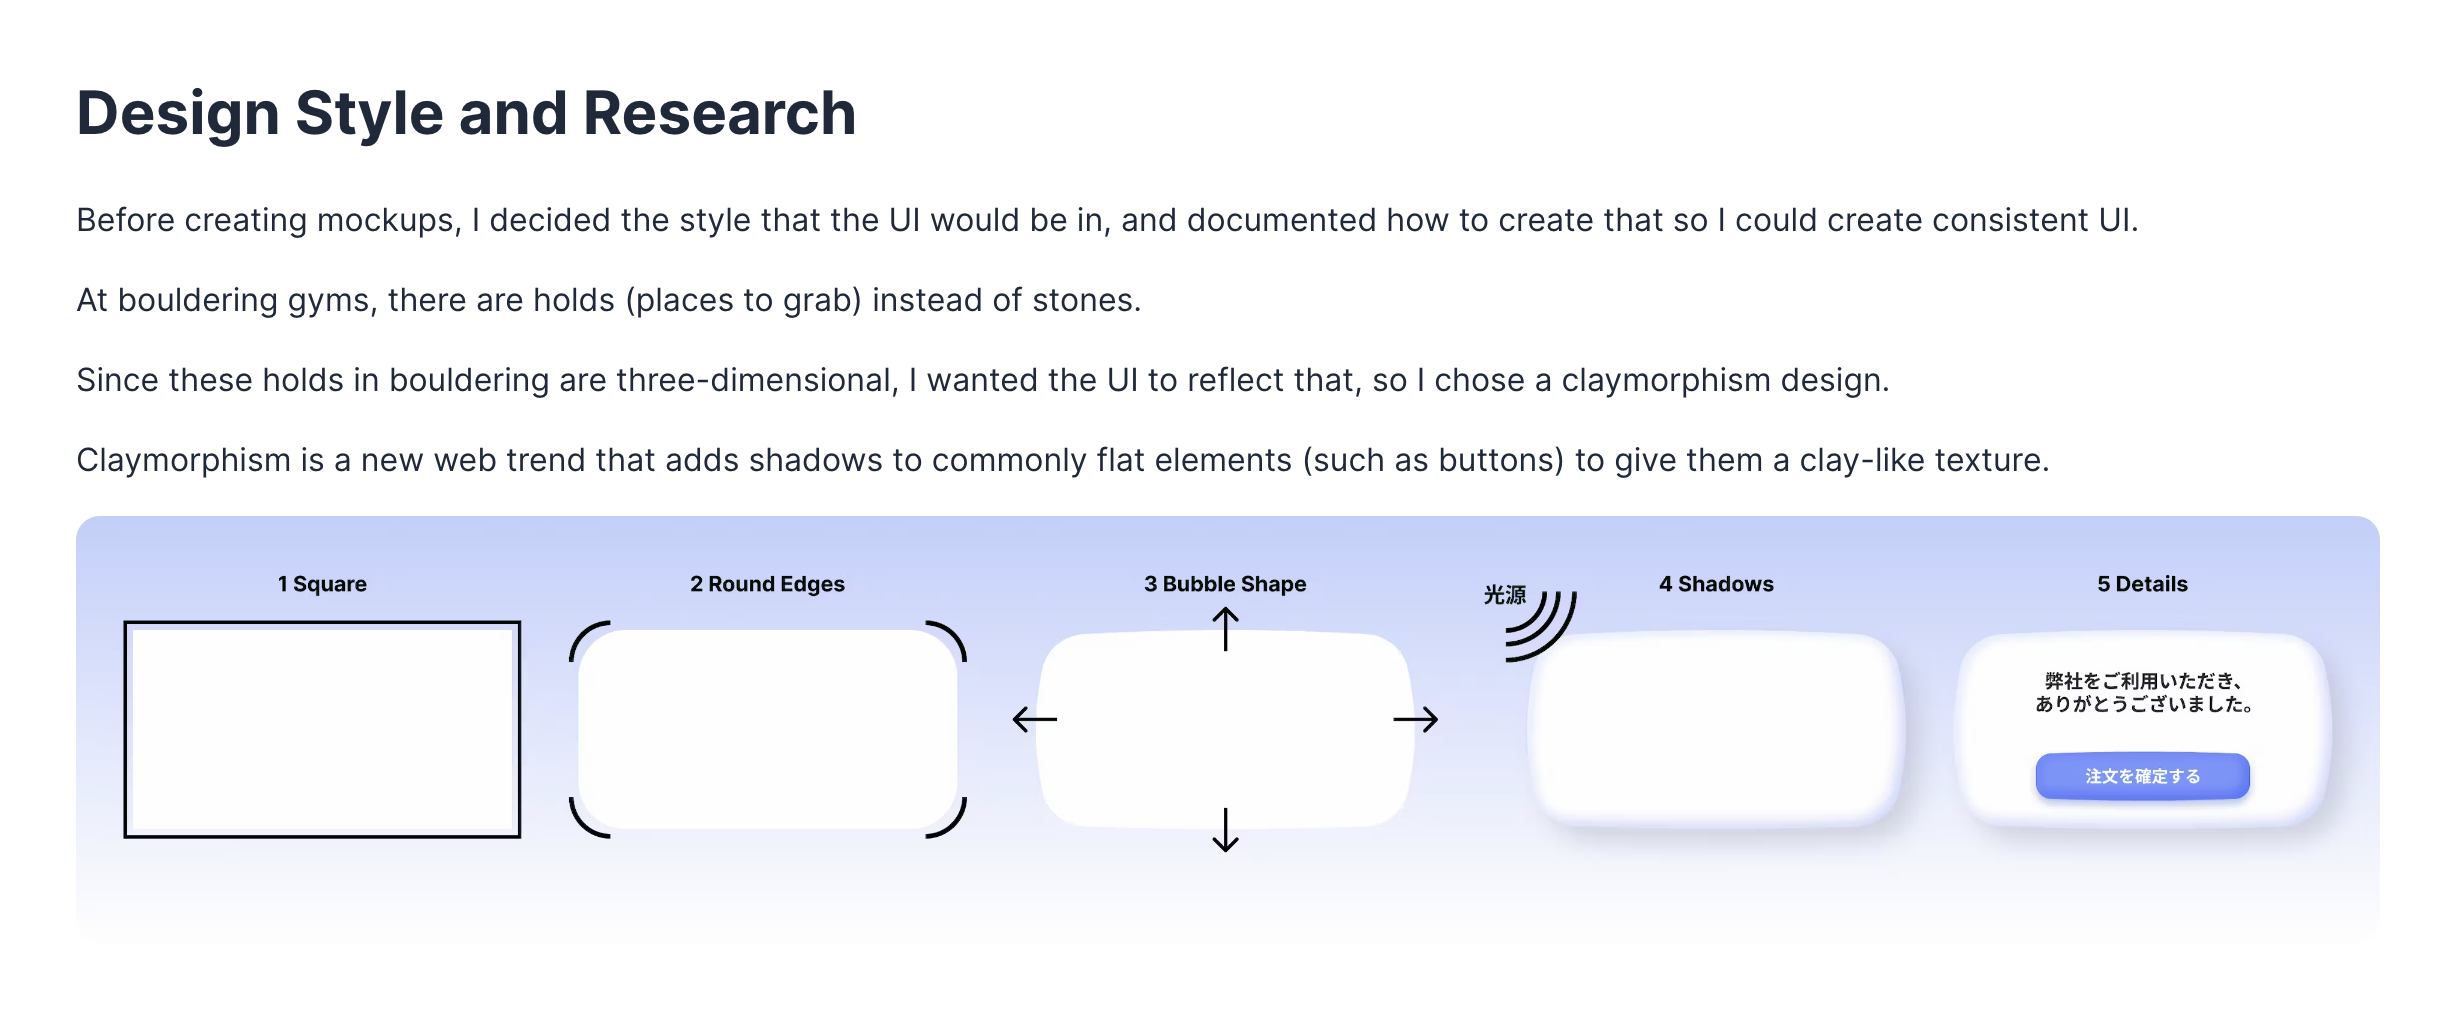 Design Style and Research
Before creating mockups, I decided the style that the UI would be in, and documented how to create that so I could create consistent UI.
At bouldering gyms, there are holds (places to grab) instead of stones.
Since these holds in bouldering are three-dimensional, I wanted the UI to reflect that, so I chose a claymorphism design.
Claymorphism is a new web trend that adds shadows to commonly flat elements (such as buttons) to give them a clay-like texture.
1 Square
2 Round Edges
3 Bubble Shape
光源
4 Shadows
5 Details
弊社をご利用いただき、
ありがとうございました。
注文を確定する